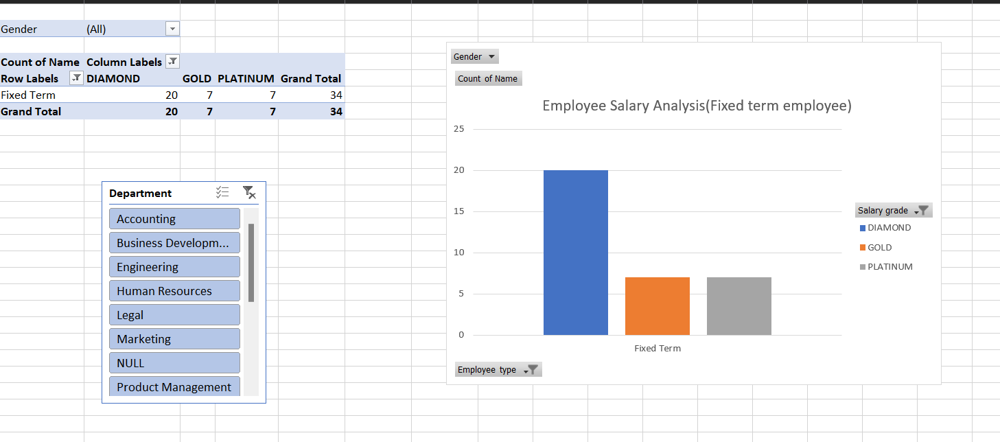 Gender (All)
Count of Name Column Labels
Row Labels DIAMOND GOLD PLATINUM Grand Total
Fixed Term 20 7 7 34
Grand Total 20 7 7 34
Department
Accounting
Business Developm...
Engineering
Human Resources
Legal
Marketing
NULL
Product Management
Gender
Count of Name
Employee Salary Analysis(Fixed term employee)
25
20
15
10
5
0
Fixed Term
Salary grade
DIAMOND
GOLD
PLATINUM
Employee type